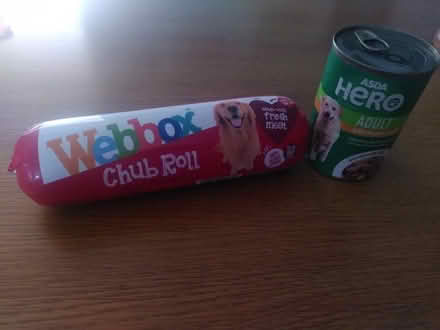 Webbox
Chub Roll
fresh
meat
ASDA
HERO
ADULT